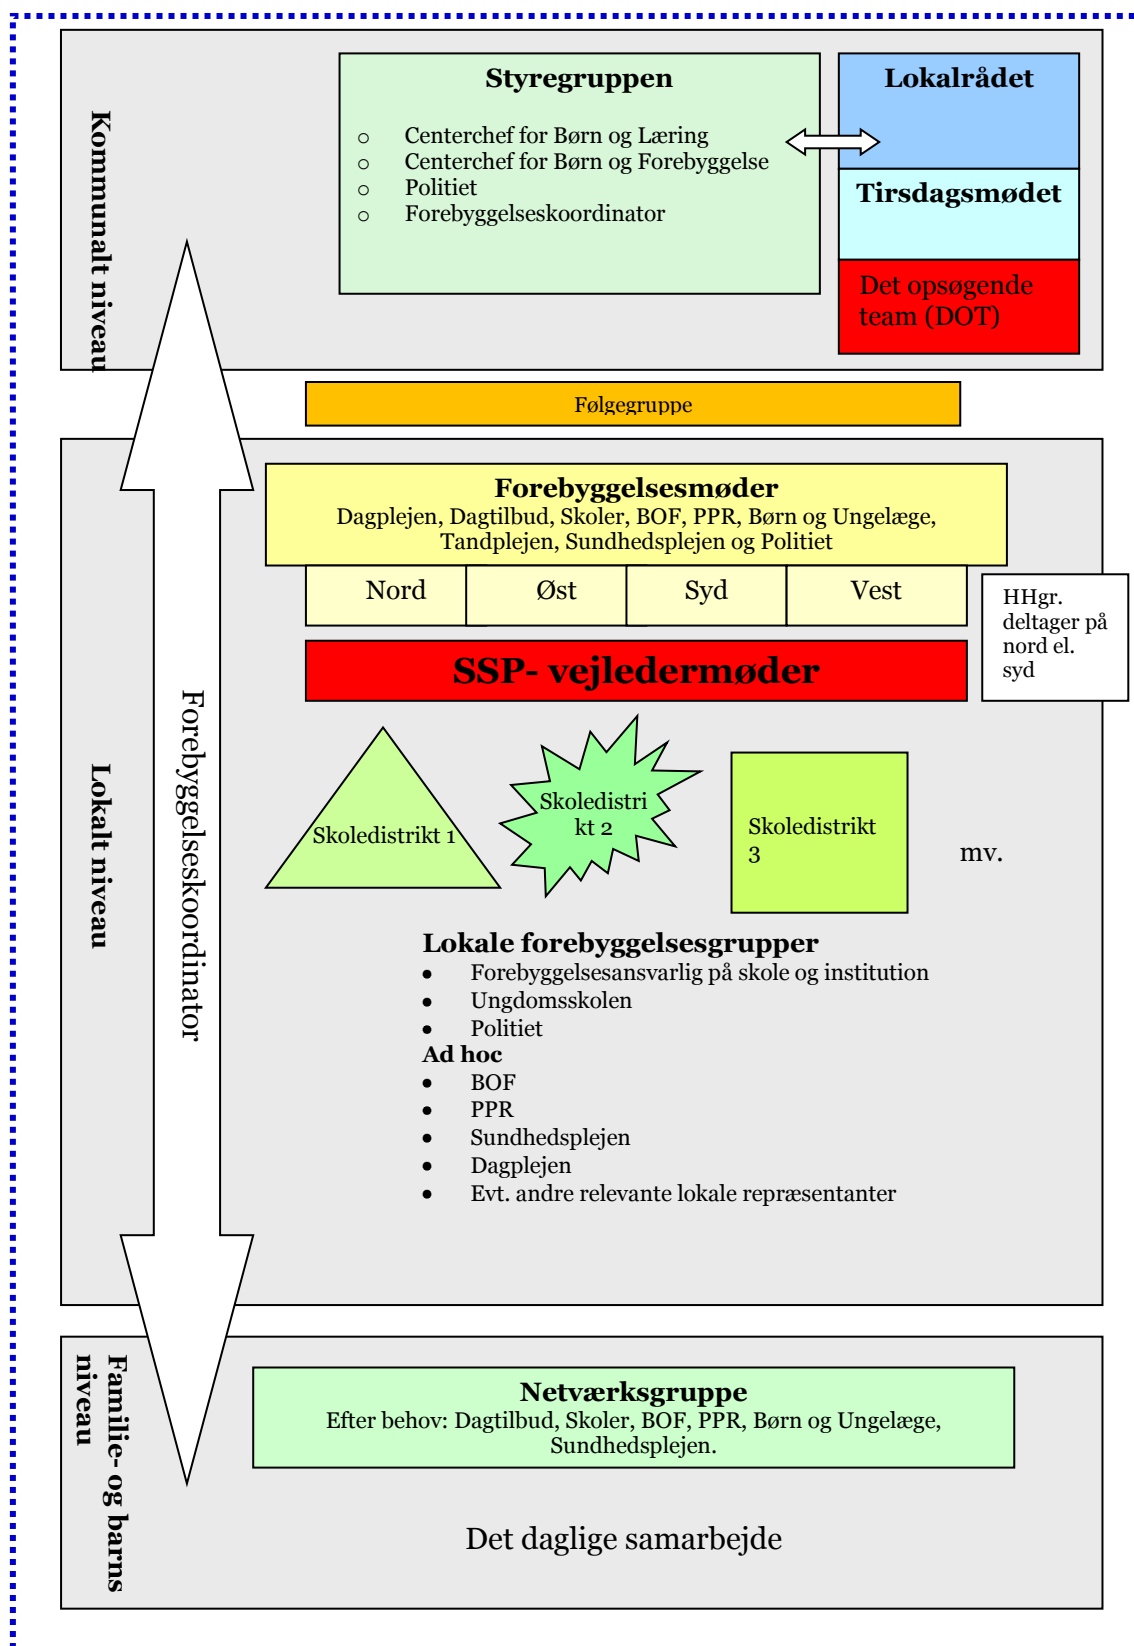 Kommunalt niveau
Styregruppen
o Centerchef for Børn og Læring
o Centerchef for Børn og Forebyggelse
o Politiet
o Forebyggelseskoordinator
Lokalrådet
Tirsdagsmødet
Det opsøgende
team (DOT)
Følgegruppe
Lokalt niveau
Forebyggelseskoordinator
Forebyggelsesmøder
Dagplejen, Dagtilbud, Skoler, BOF, PPR, Børn og Ungelæge,
Tandplejen, Sundhedsplejen og Politiet
Nord
Øst
Syd
Vest
HHgr.
deltager på
nord el.
syd
SSP- vejledermøder
Skoledistrikt 1
Skoledistri
kt 2
Skoledistrikt
3
mv.
Lokale forebyggelsesgrupper
• Forebyggelsesansvarlig på skole og institution
• Ungdomsskolen
• Politiet
Ad hoc
• BOF
• PPR
• Sundhedsplejen
• Dagplejen
• Evt. andre relevante lokale repræsentanter
Familie- og barns
niveau
Netværksgruppe
Efter behov: Dagtilbud, Skoler, BOF, PPR, Børn og Ungelæge,
Sundhedsplejen.
Det daglige samarbejde